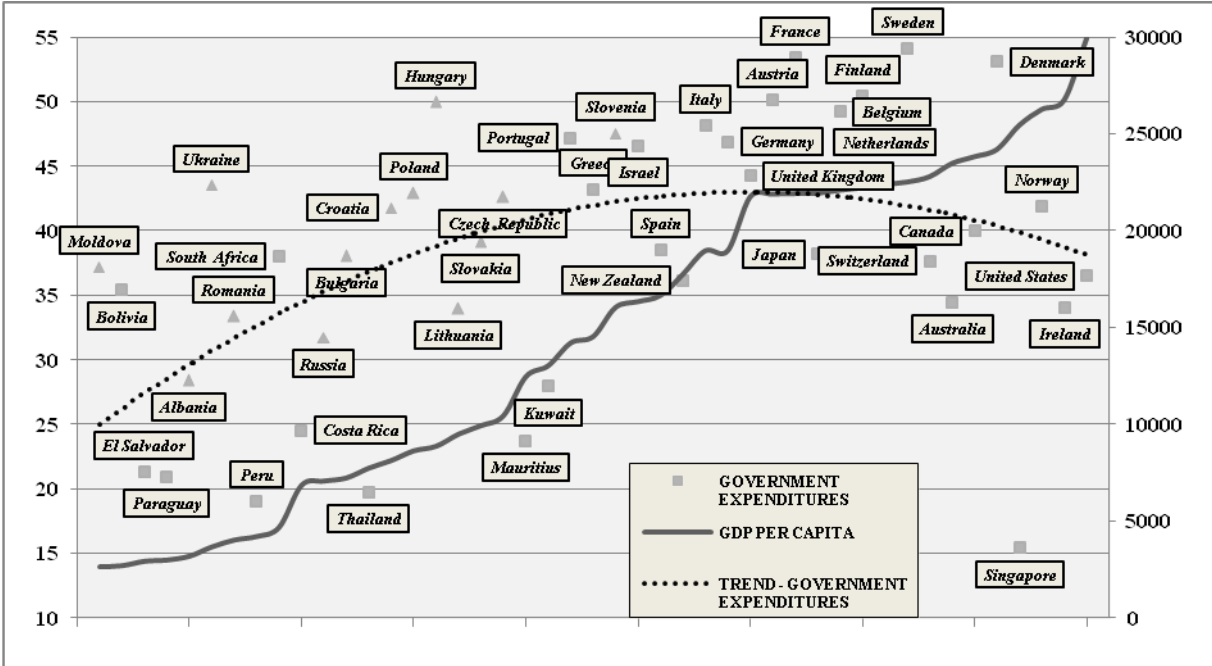 55
50
45
40
35
30
25
20
15
10
30000
25000
20000
15000
10000
5000
0
Moldova
Bolivia
El Salvador
Paraguay
Albania
Ukraine
Romania
Peru
South Africa
Costa Rica
Russia
Bulgaria
Thailand
Croatia
Poland
Hungary
Lithuania
Slovakia
Czech Republic
Mauritius
Kuwait
Portugal
Greece
Slovenia
Israel
Spain
New Zealand
Italy
Germany
United Kingdom
Austria
France
Japan
Netherlands
Finland
Belgium
Sweden
Switzerland
Australia
Canada
Denmark
Singapore
Norway
Ireland
United States
GOVERNMENT
EXPENDITURES
GDP PER CAPITA
TREND - GOVERNMENT
EXPENDITURES